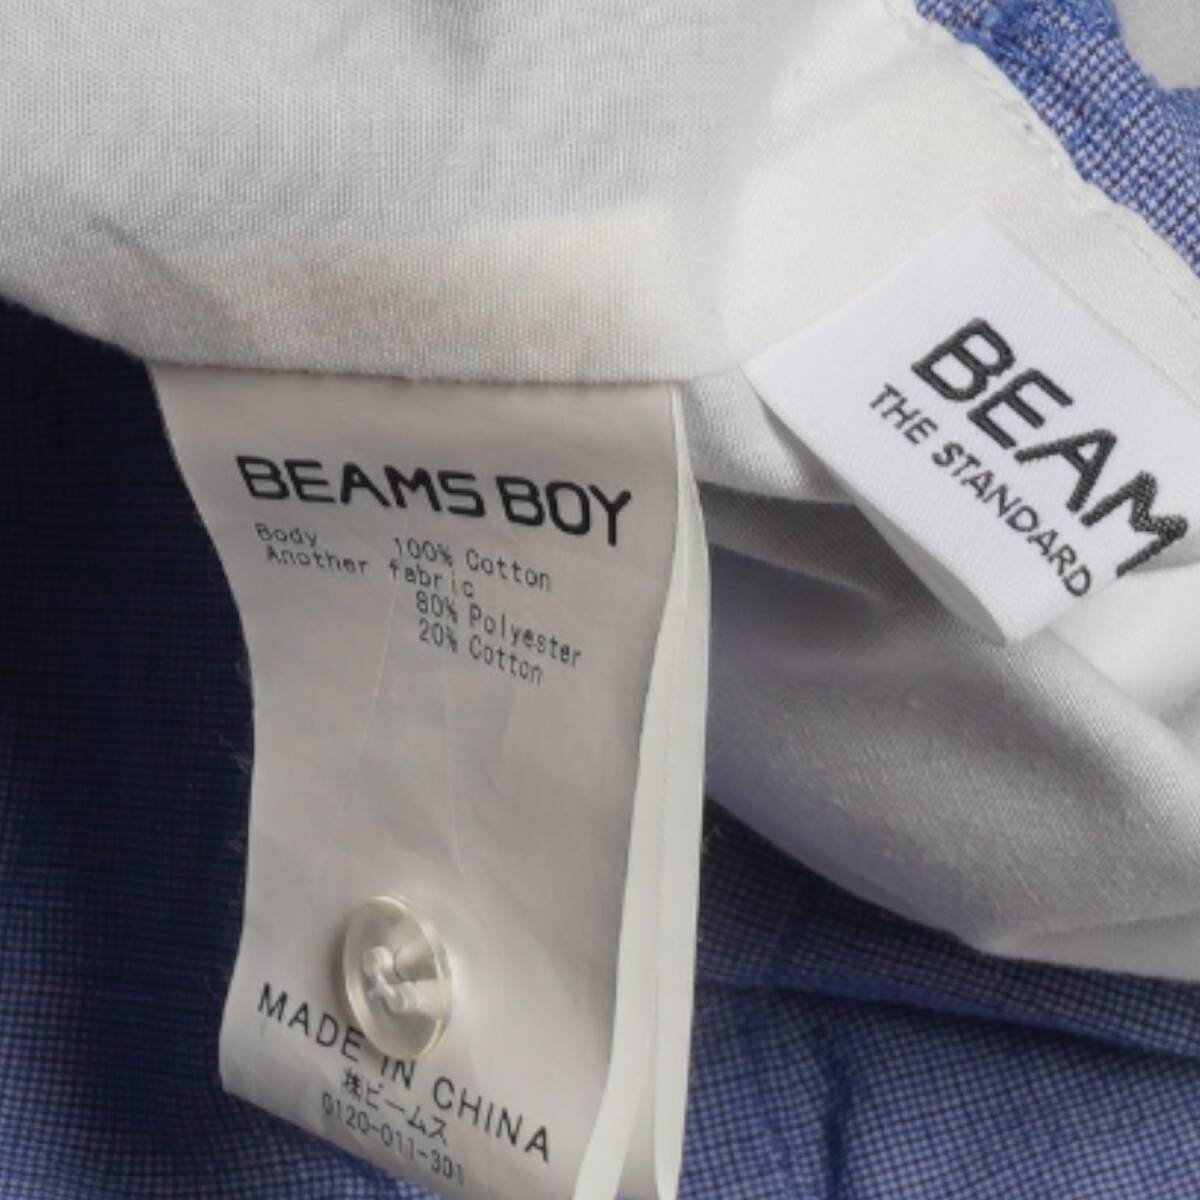 BEAMS BOY
Body 100% Cotton
Another fabric
80% Polyester
20% Cotton
MADE IN CHINA
㈱ビームス
0120-011-301
BEAM
THE STANDARD